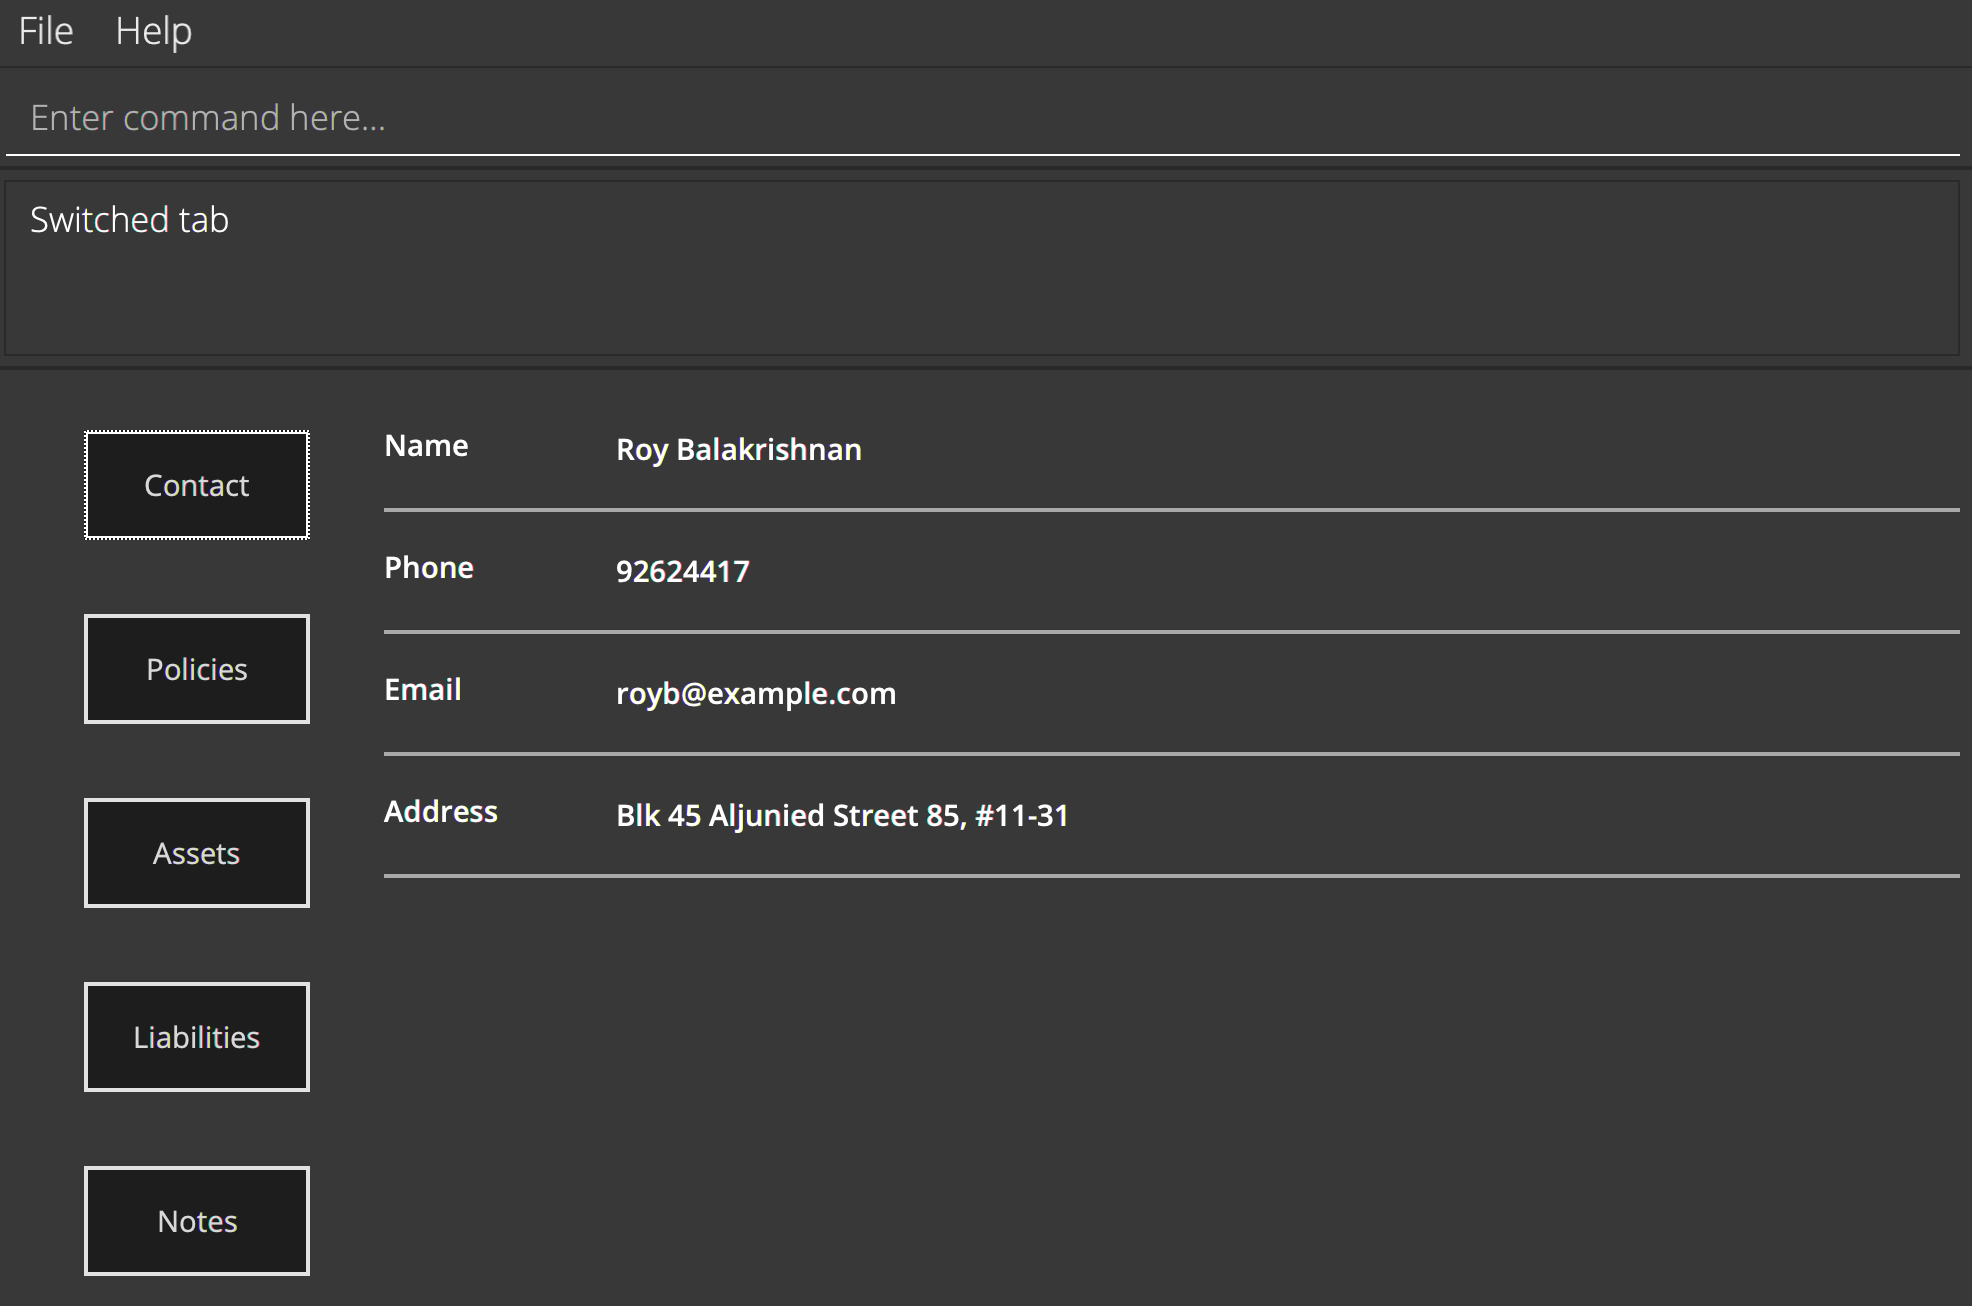 File Help
Enter command here...
Switched tab
Contact
Policies
Assets
Liabilities
Notes
Name Roy Balakrishnan
Phone 92624417
Email royb@example.com
Address Blk 45 Aljunied Street 85, #11-31